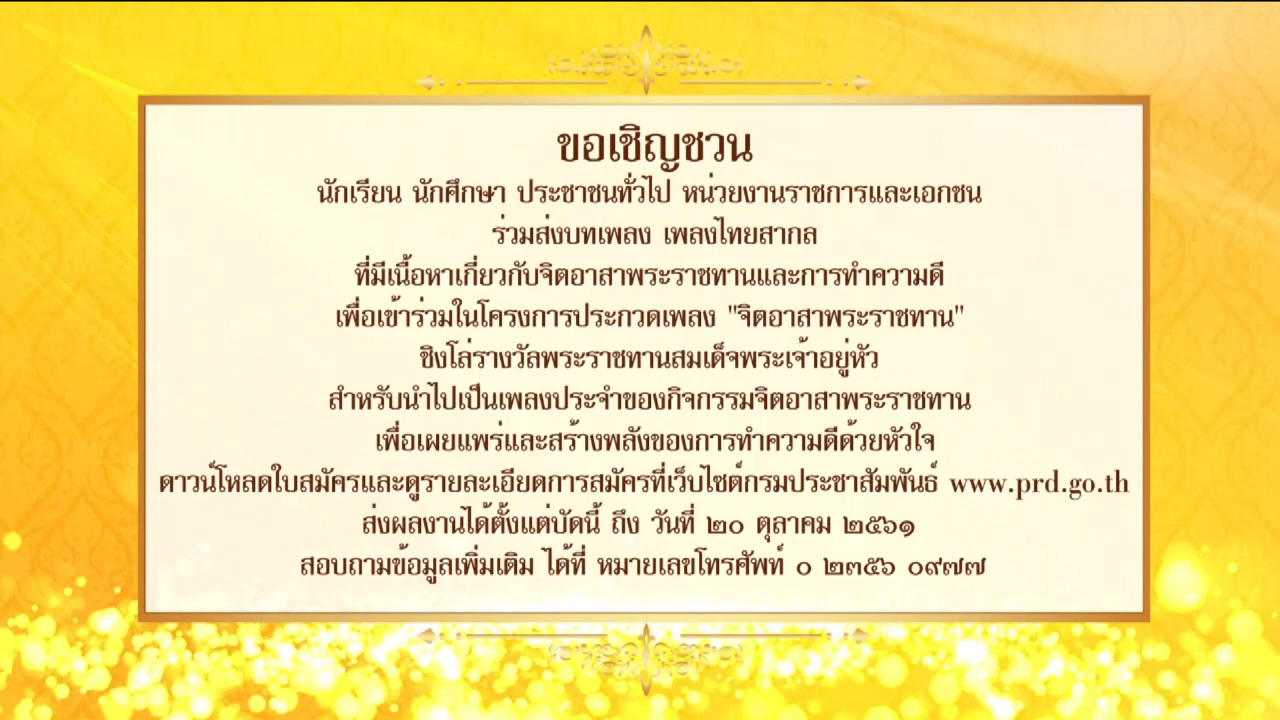 ขอเชิญชวน
นักเรียน นักศึกษา ประชาชนทั่วไป หน่วยงานราชการและเอกชน
ร่วมส่งบทเพลง เพลงไทยสากล
ที่มีเนื้อหาเกี่ยวกับจิตอาสาพระราชทานและการทำความดี
เพื่อเข้าร่วมในโครงการประกวดเพลง "จิตอาสาพระราชทาน"
ชิงโล่รางวัลพระราชทานสมเด็จพระเจ้าอยู่หัว
สำหรับนำไปเป็นเพลงประจำของกิจกรรมจิตอาสาพระราชทาน
เพื่อเผยแพร่และสร้างพลังของการทำความดีด้วยหัวใจ
ดาวน์โหลดใบสมัครและดูรายละเอียดการสมัครที่เว็บไซต์กรมประชาสัมพันธ์ www.prd.go.th
ส่งผลงานได้ตั้งแต่บัดนี้ ถึง วันที่ ๒๐ ตุลาคม ๒๕๖๑
สอบถามข้อมูลเพิ่มเติม ได้ที่ หมายเลขโทรศัพท์ ๐ ๒๓๕๖ ๐๙๗๗